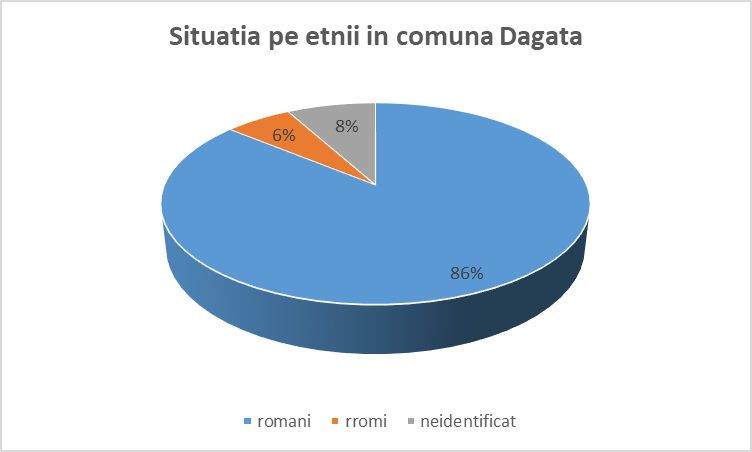 Situatia pe etnii in comuna Dagata
8%
6%
86%
romani rromi neidentificat